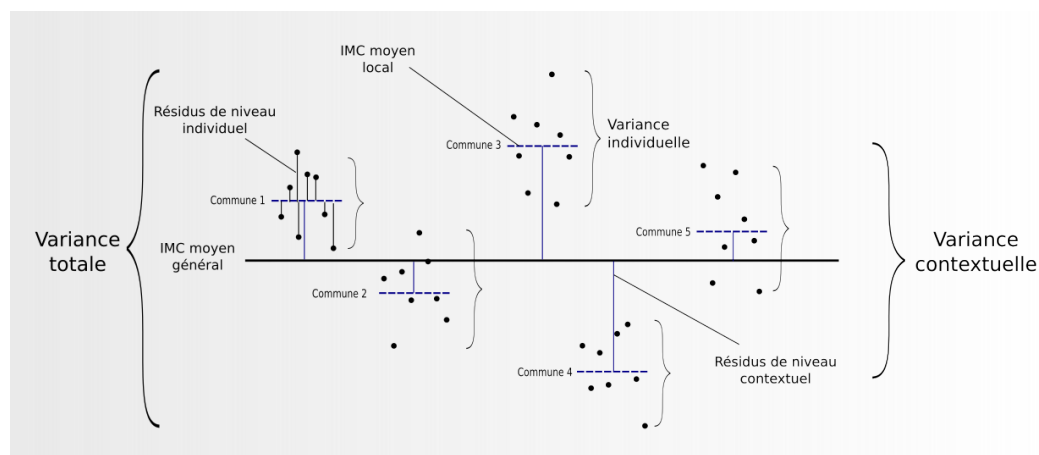 IMC moyen
local
Résidus de niveau
individuel
Variance
individuelle
Commune 3
Commune 1
Commune 5
Variance
totale
IMC moyen
général
Variance
contextuelle
Commune 2
Résidus de niveau
contextuel
Commune 4